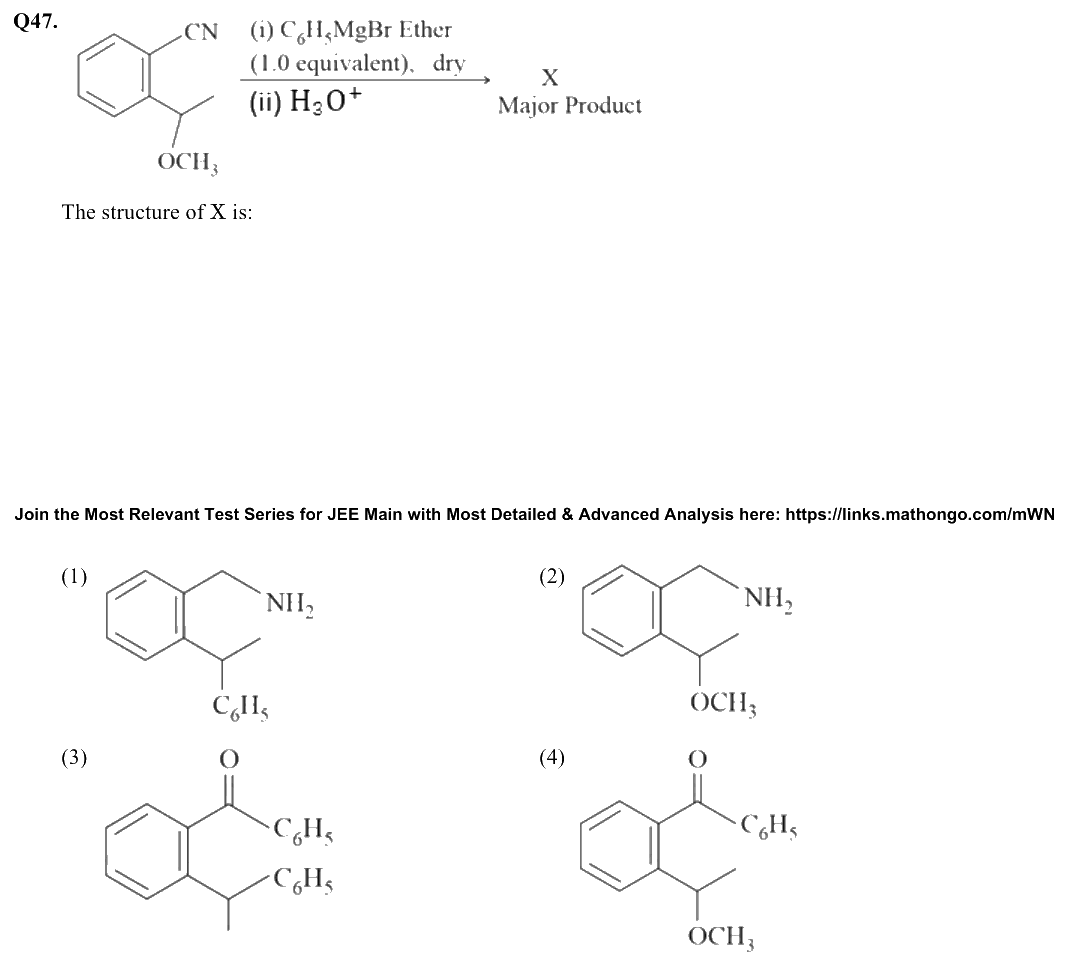 Q47.
CN (i) C₆H₅MgBr Ether
(1.0 equivalent), dry
(ii) H₃O⁺
X
Major Product
OCH₃
The structure of X is:
Join the Most Relevant Test Series for JEE Main with Most Detailed & Advanced Analysis here: https://links.mathongo.com/mWN
(1)
NH₂
C₆H₅
(2)
NH₂
OCH₃
(3)
O
C₆H₅
C₆H₅
(4)
O
C₆H₅
OCH₃